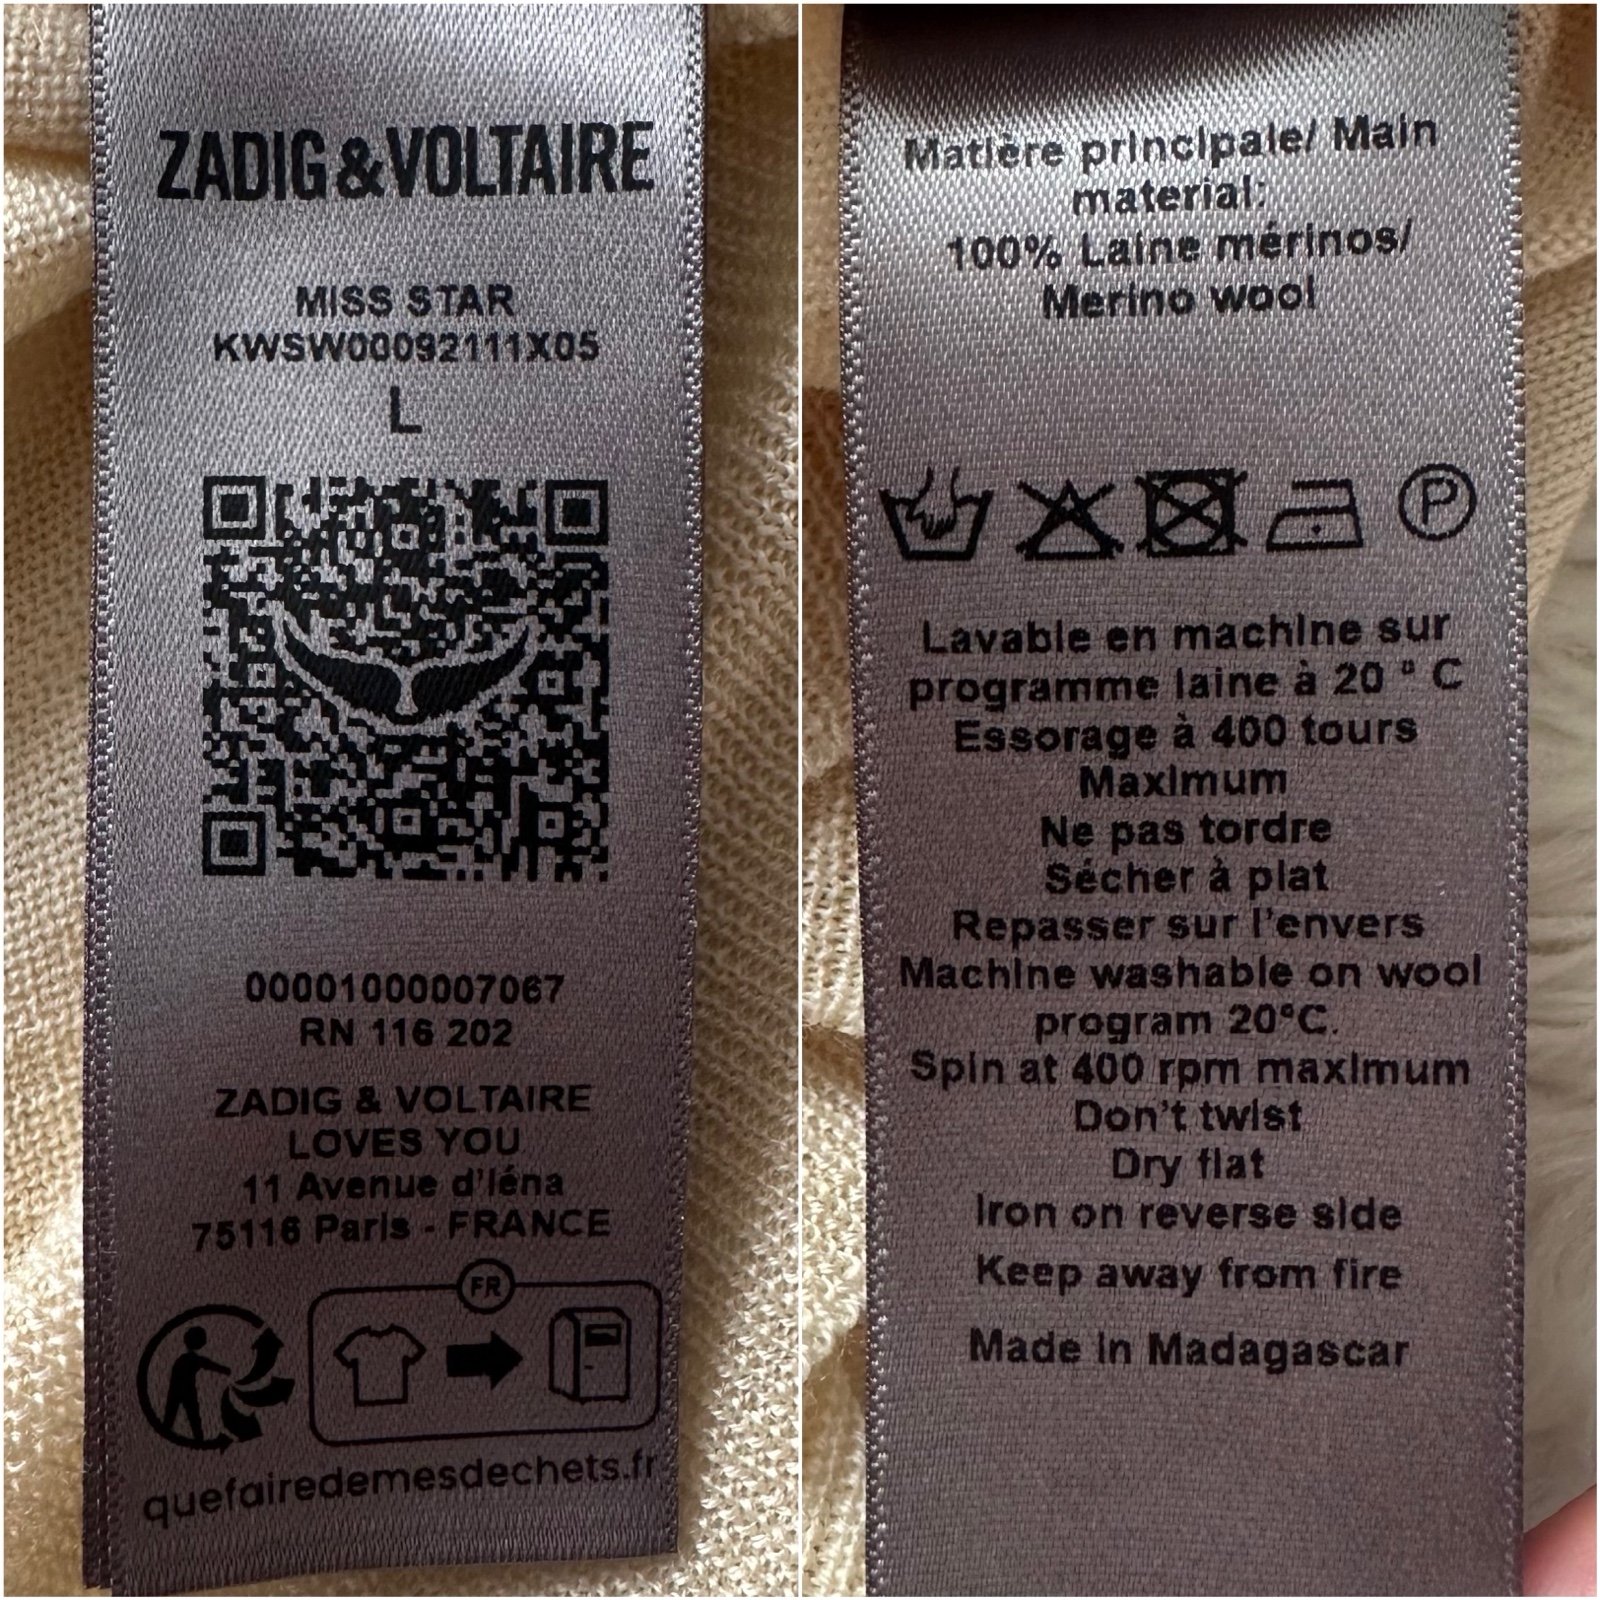 ZADIG&VOLTAIRE
MISS STAR
KWSW00092111X05
L
00001000007067
RN 116 202
ZADIG & VOLTAIRE
LOVES YOU
11 Avenue d'Iéna
75116 Paris - FRANCE
FR
quefairedemesdechets.fr
Matière principale/ Main
material:
100% Laine mérinos/
Merino wool
P
Lavable en machine sur
programme laine à 20 ° C
Essorage à 400 tours
Maximum
Ne pas tordre
Sécher à plat
Repasser sur l'envers
Machine washable on wool
program 20°C.
Spin at 400 rpm maximum
Don't twist
Dry flat
Iron on reverse side
Keep away from fire
Made in Madagascar